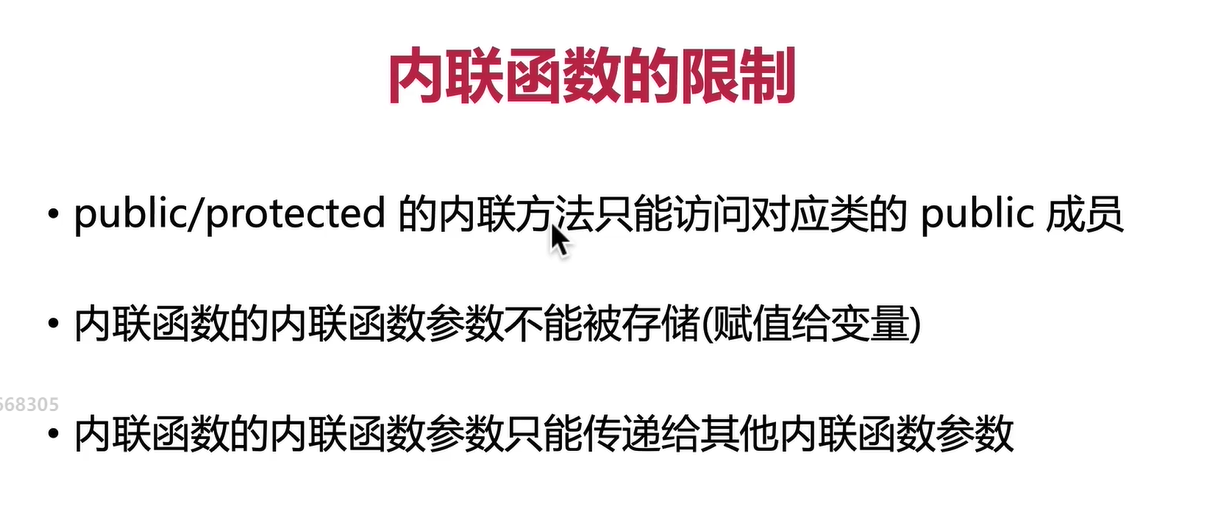 内联函数的限制
• public/protected 的内联方法只能访问对应类的 public 成员
• 内联函数的内联函数参数不能被存储(赋值给变量)
668305
• 内联函数的内联函数参数只能传递给其他内联函数参数